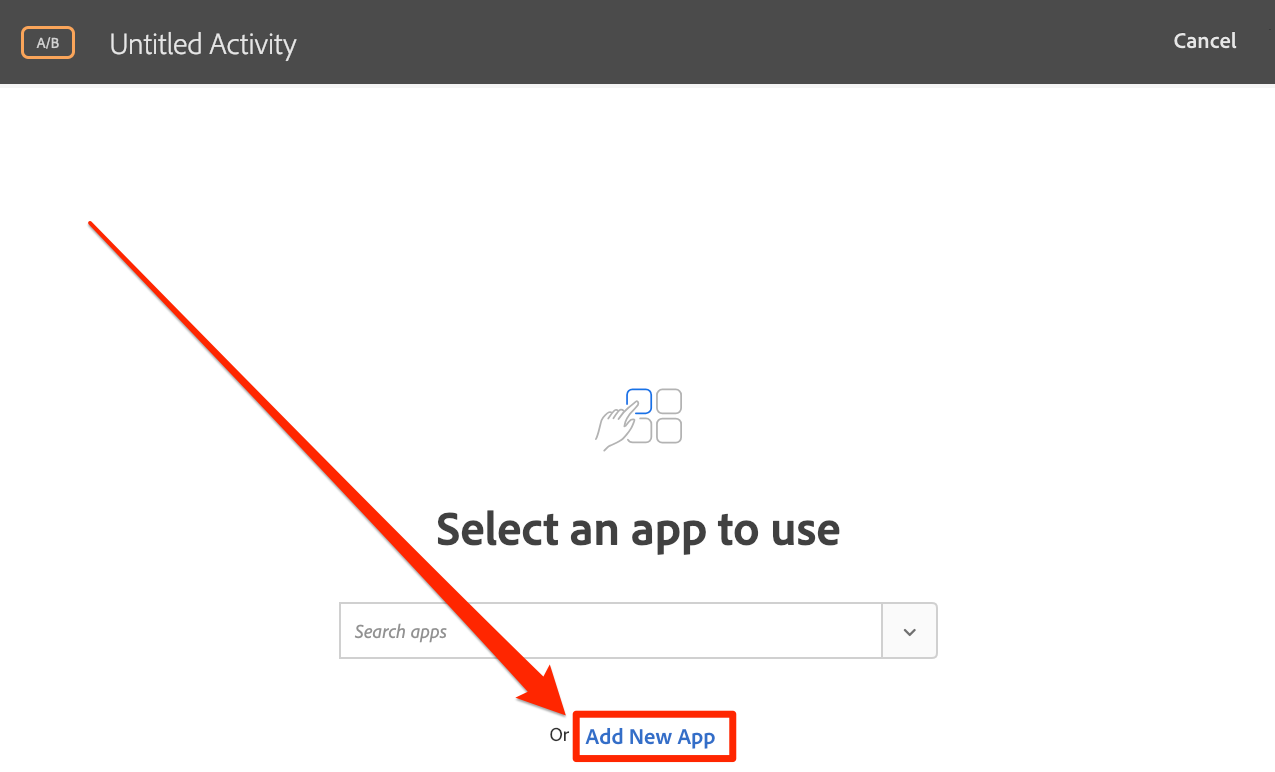 A/B
Untitled Activity
Cancel
Select an app to use
Search apps
Or Add New App